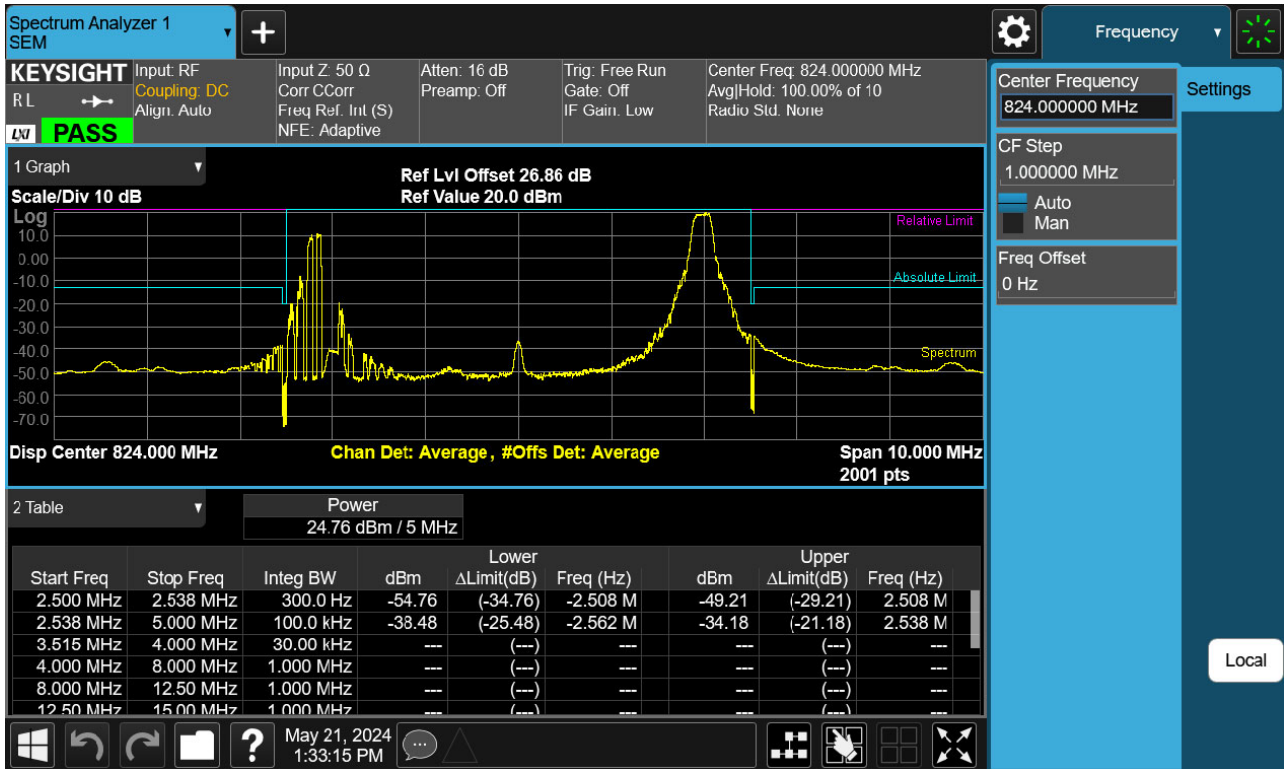 Spectrum Analyzer 1
SEM
+
Frequency
KEYSIGHT
R L
LXI
PASS
Input: RF
Coupling: DC
Align: Auto
Input Z: 50 Ω
Corr CCorr
Freq Ref: Int (S)
NFE: Adaptive
Atten: 16 dB
Preamp: Off
Trig: Free Run
Gate: Off
IF Gain: Low
Center Freq: 824.000000 MHz
Avg|Hold: 100.00% of 10
Radio Std: None
Center Frequency
824.000000 MHz
CF Step
1.000000 MHz
Auto
Man
Freq Offset
0 Hz
Settings
1 Graph
Scale/Div 10 dB
Ref Lvl Offset 26.86 dB
Ref Value 20.0 dBm
Log
10.0
0.00
-10.0
-20.0
-30.0
-40.0
-50.0
-60.0
-70.0
Relative Limit
Absolute Limit
Spectrum
Disp Center 824.000 MHz
Chan Det: Average, #Offs Det: Average
Span 10.000 MHz
2001 pts
2 Table
Power
24.76 dBm / 5 MHz
Lower Upper
Start Freq Stop Freq Integ BW dBm ΔLimit(dB) Freq (Hz) dBm ΔLimit(dB) Freq (Hz)
2.500 MHz 2.538 MHz 300.0 Hz -54.76 (-34.76) -2.508 M -49.21 (-29.21) 2.508 M
2.538 MHz 5.000 MHz 100.0 kHz -38.48 (-25.48) -2.562 M -34.18 (-21.18) 2.538 M
3.515 MHz 4.000 MHz 30.00 kHz --- (---) --- --- (---) ---
4.000 MHz 8.000 MHz 1.000 MHz --- (---) --- --- (---) ---
8.000 MHz 12.50 MHz 1.000 MHz --- (---) --- --- (---) ---
12.50 MHz 15.00 MHz 1.000 MHz --- (---) --- --- (---) ---
Local
?
May 21, 2024
1:33:15 PM